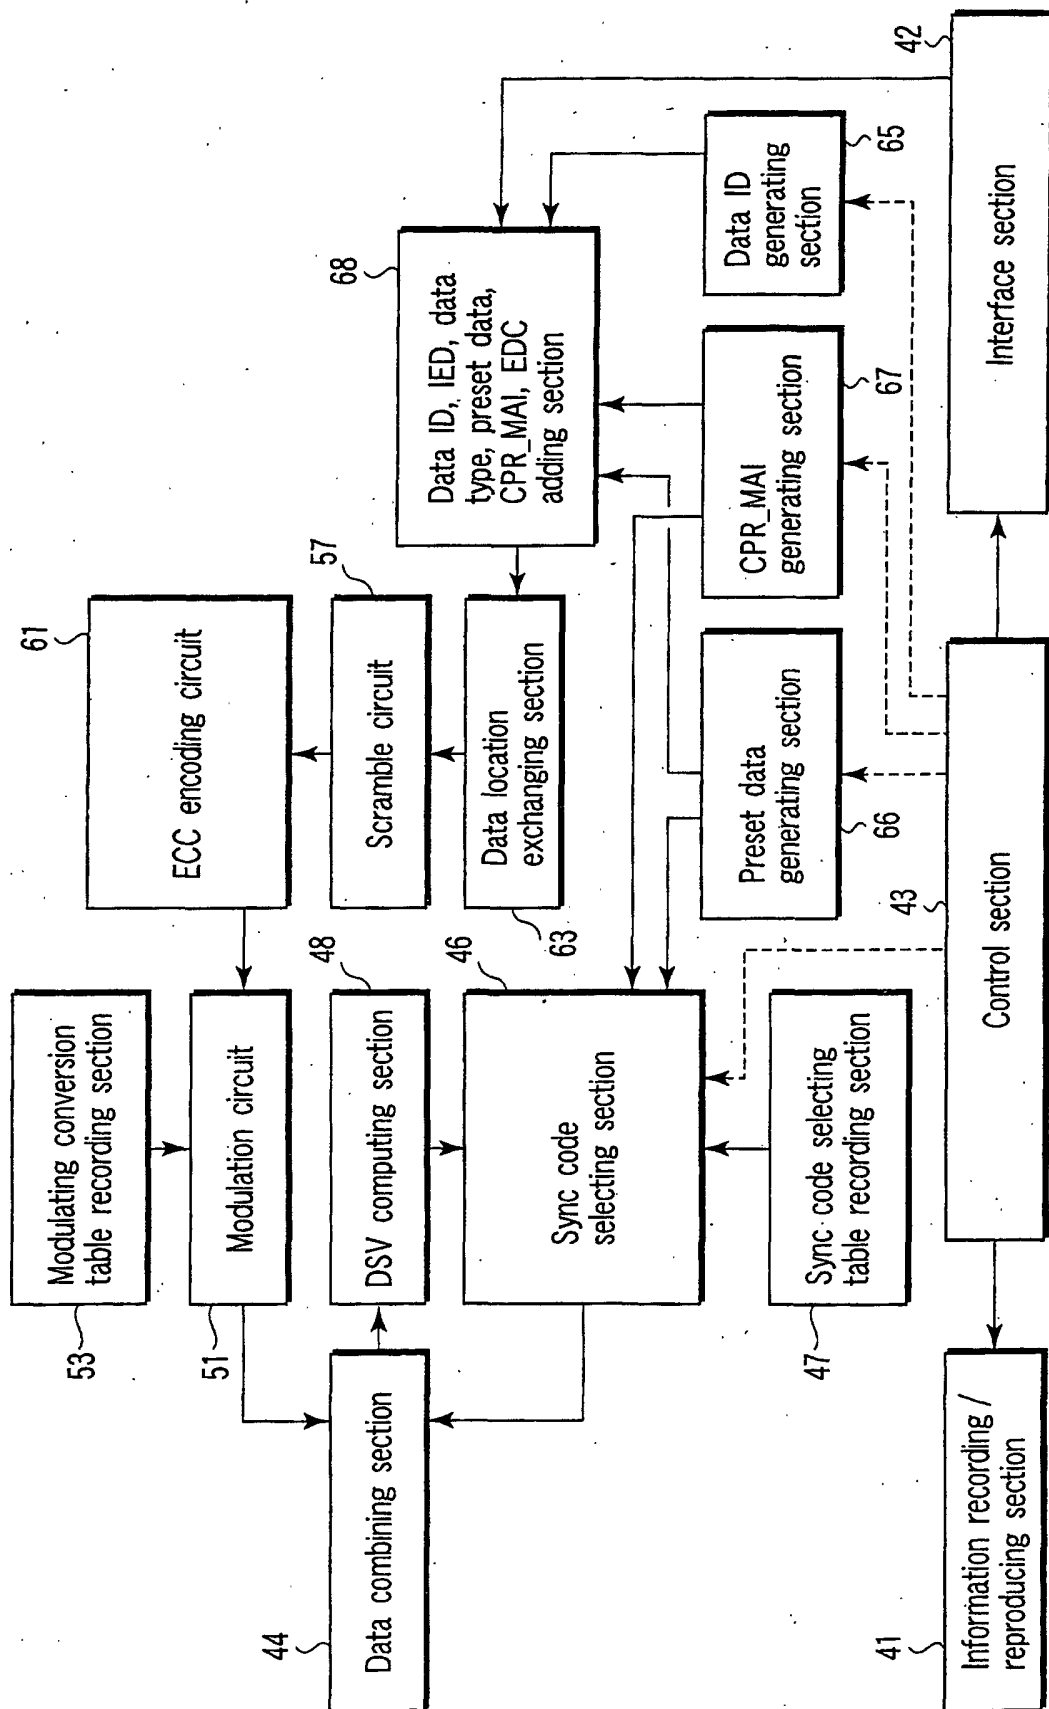 53
Modulating conversion
table recording section
51
Modulation circuit
61
ECC encoding circuit
44
Data combining section
48
DSV computing section
57
Scramble circuit
68
Data ID, IED, data
type, preset data,
CPR_MAI, EDC
adding section
46
Sync code
selecting section
63
Data location
exchanging section
47
Sync code selecting
table recording section
66
Preset data
generating section
67
CPR_MAI
generating section
65
Data ID
generating
section
41
Information recording /
reproducing section
43
Control section
42
Interface section